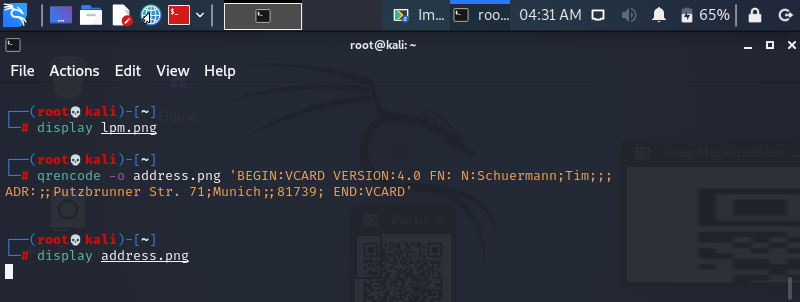 Im...
roo...
04:31 AM
65%
root@kali: ~
File Actions Edit View Help
┌──(root💀kali)-[~]
└─# display lpm.png
┌──(root💀kali)-[~]
└─# qrencode -o address.png 'BEGIN:VCARD VERSION:4.0 FN: N:Schuermann;Tim;;;
ADR:;;Putzbrunner Str. 71;Munich;;81739; END:VCARD'
┌──(root💀kali)-[~]
└─# display address.png
Home